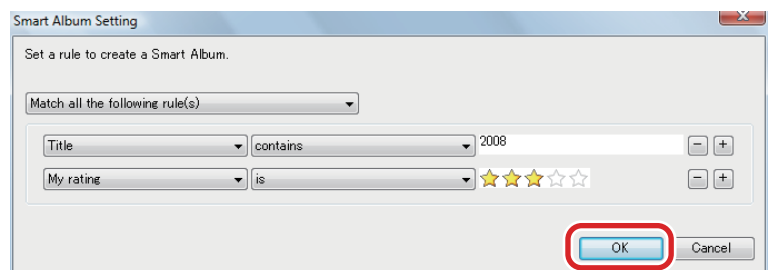 Smart Album Setting
Set a rule to create a Smart Album.
Match all the following rule(s)
Title contains 2008
My rating is
OK Cancel